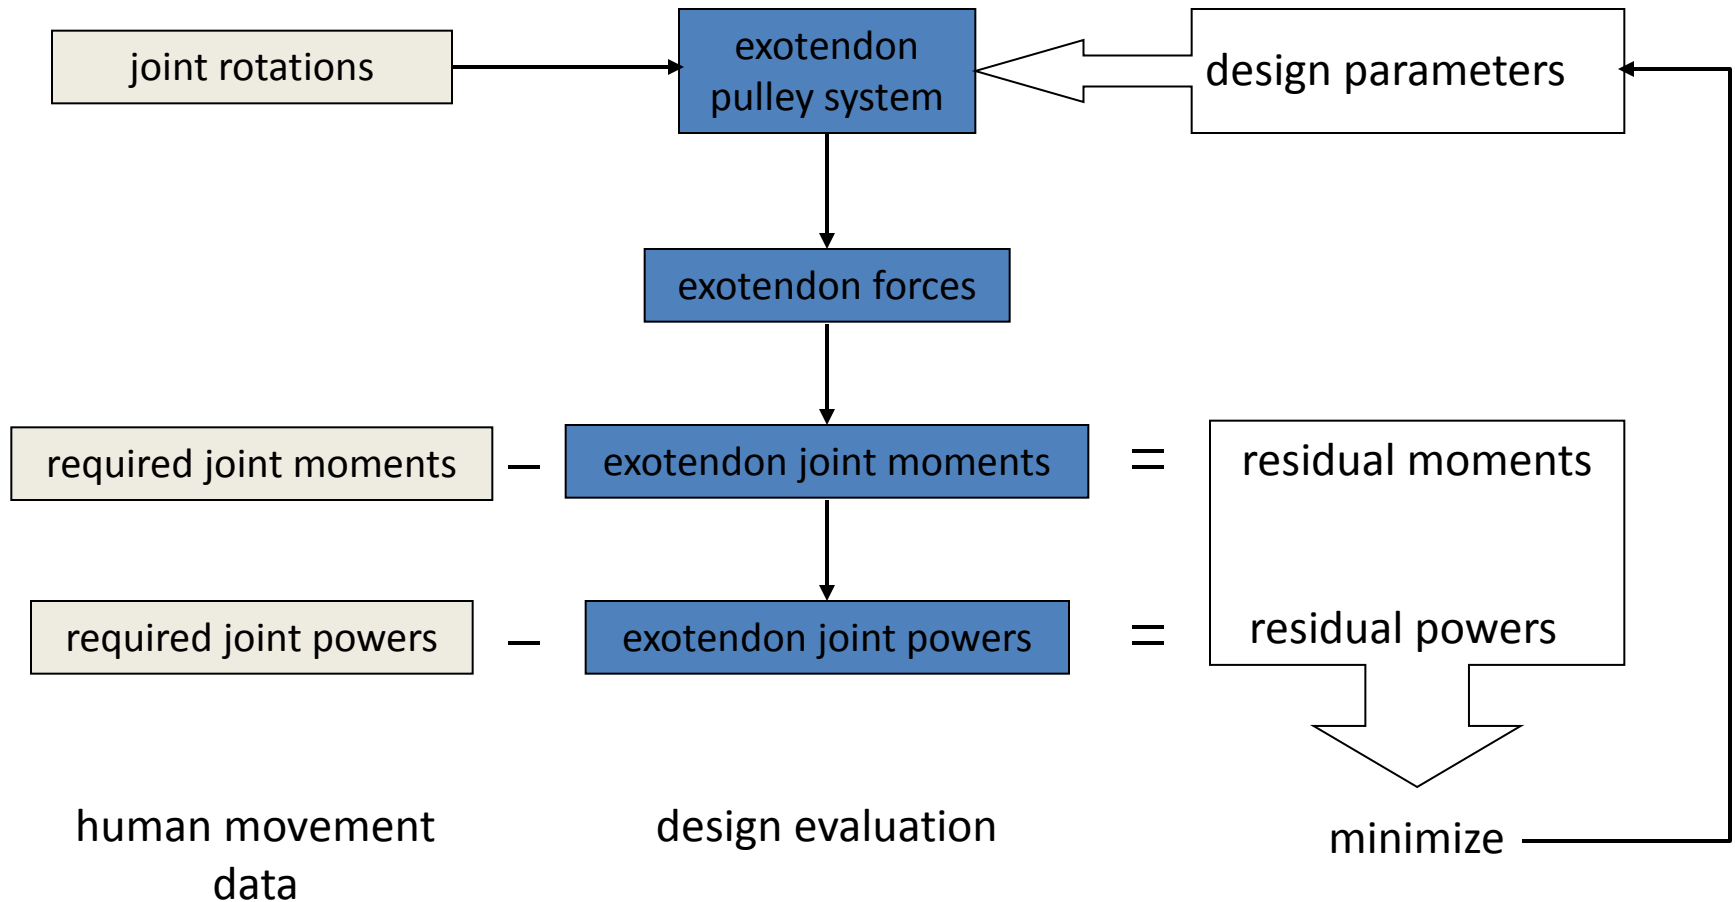 joint rotations
exotendon
pulley system
design parameters
exotendon forces
required joint moments
–
exotendon joint moments
=
residual moments
required joint powers
–
exotendon joint powers
=
residual powers
human movement
data
design evaluation
minimize